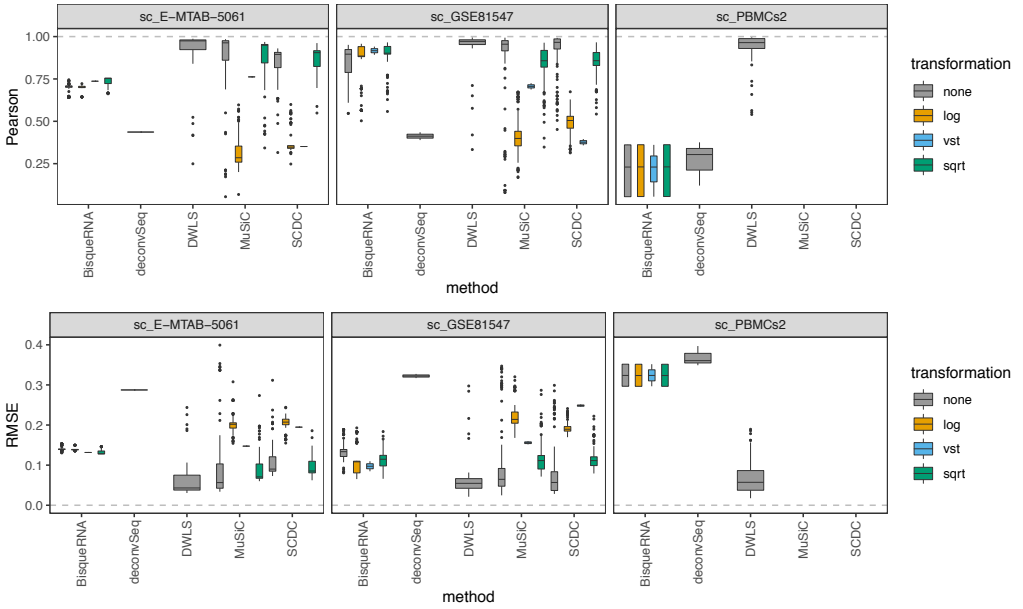 sc_E−MTAB−5061
sc_GSE81547
sc_PBMCs2
Pearson
1.00
0.75
0.50
0.25
BisqueRNA
deconvSeq
DWLS
MuSiC
SCDC
BisqueRNA
deconvSeq
DWLS
MuSiC
SCDC
BisqueRNA
deconvSeq
DWLS
MuSiC
SCDC
method
transformation
none
log
vst
sqrt
sc_E−MTAB−5061
sc_GSE81547
sc_PBMCs2
RMSE
0.4
0.3
0.2
0.1
0.0
BisqueRNA
deconvSeq
DWLS
MuSiC
SCDC
BisqueRNA
deconvSeq
DWLS
MuSiC
SCDC
BisqueRNA
deconvSeq
DWLS
MuSiC
SCDC
method
transformation
none
log
vst
sqrt